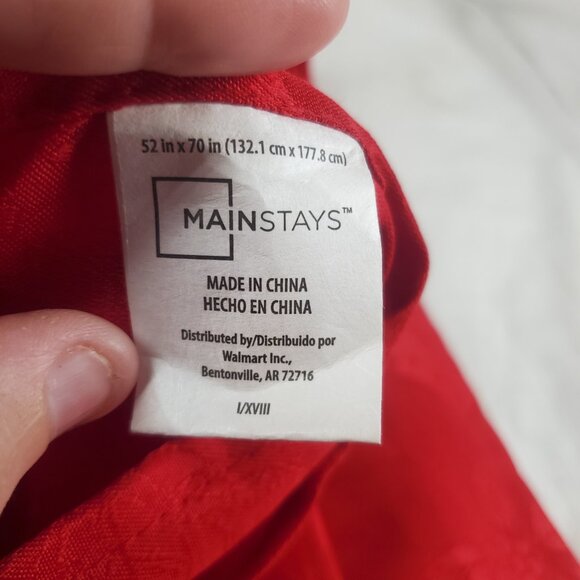 52 in x 70 in (132.1 cm x 177.8 cm)
MAINSTAYS™
MADE IN CHINA
HECHO EN CHINA
Distributed by/Distribuido por
Walmart Inc.,
Bentonville, AR 72716
I/XVIII